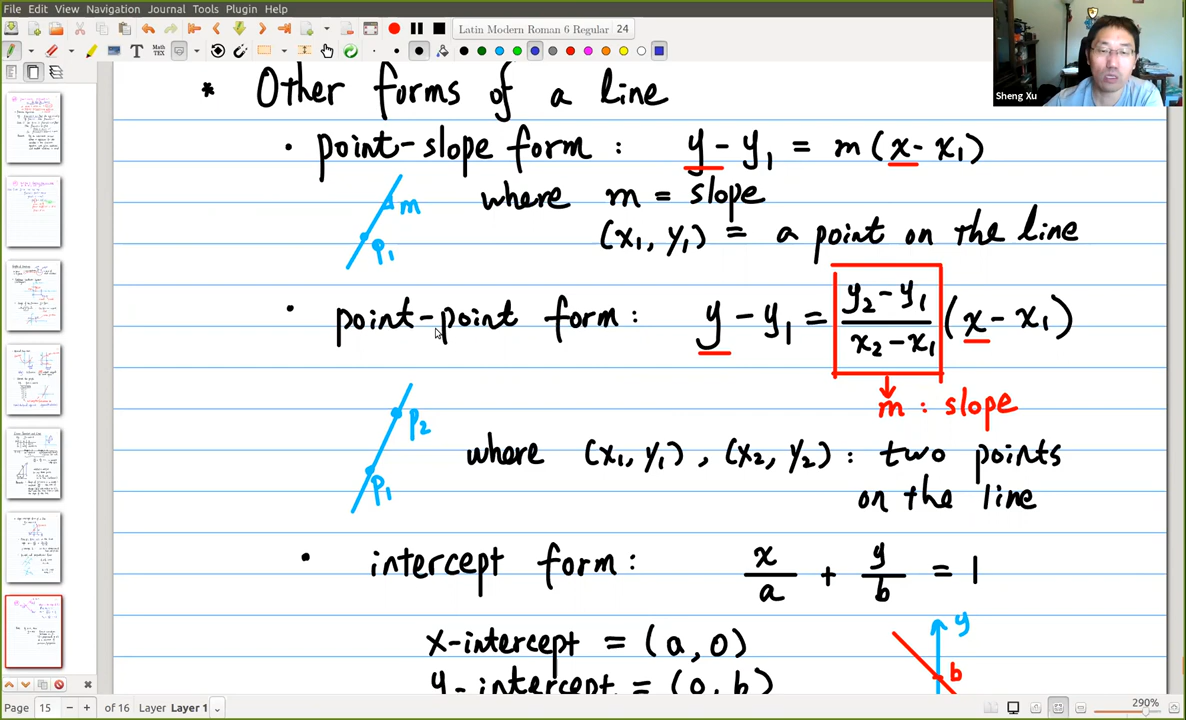 File Edit View Navigation Journal Tools Plugin Help
Latin Modern Roman 6 Regular 24
Sheng Xu
* Other forms of a line
· point-slope form : y - y₁ = m (x - x₁)
m
P₁
where m = slope
(x₁, y₁) = a point on the line
· point-point form : y - y₁ = (y₂ - y₁)/(x₂ - x₁) (x - x₁)
m : slope
P₂
P₁
where (x₁, y₁), (x₂, y₂) : two points
on the line
· intercept form : x/a + y/b = 1
x-intercept = (a, 0)
y-intercept = (0, b)
y
b
Page 15 of 16 Layer Layer 1
290%